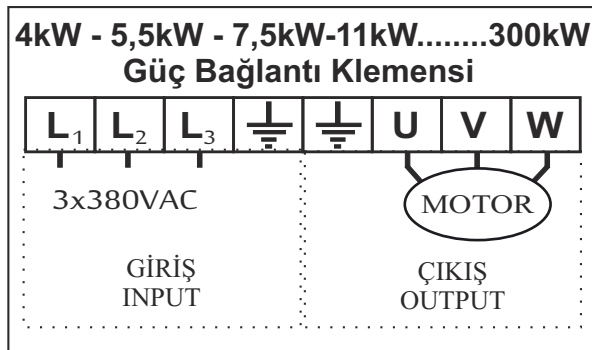 4kW - 5,5kW - 7,5kW-11kW........300kW
Güç Bağlantı Klemensi
L1 L2 L3 U V W
3x380VAC
MOTOR
GİRİŞ
INPUT
ÇIKIŞ
OUTPUT